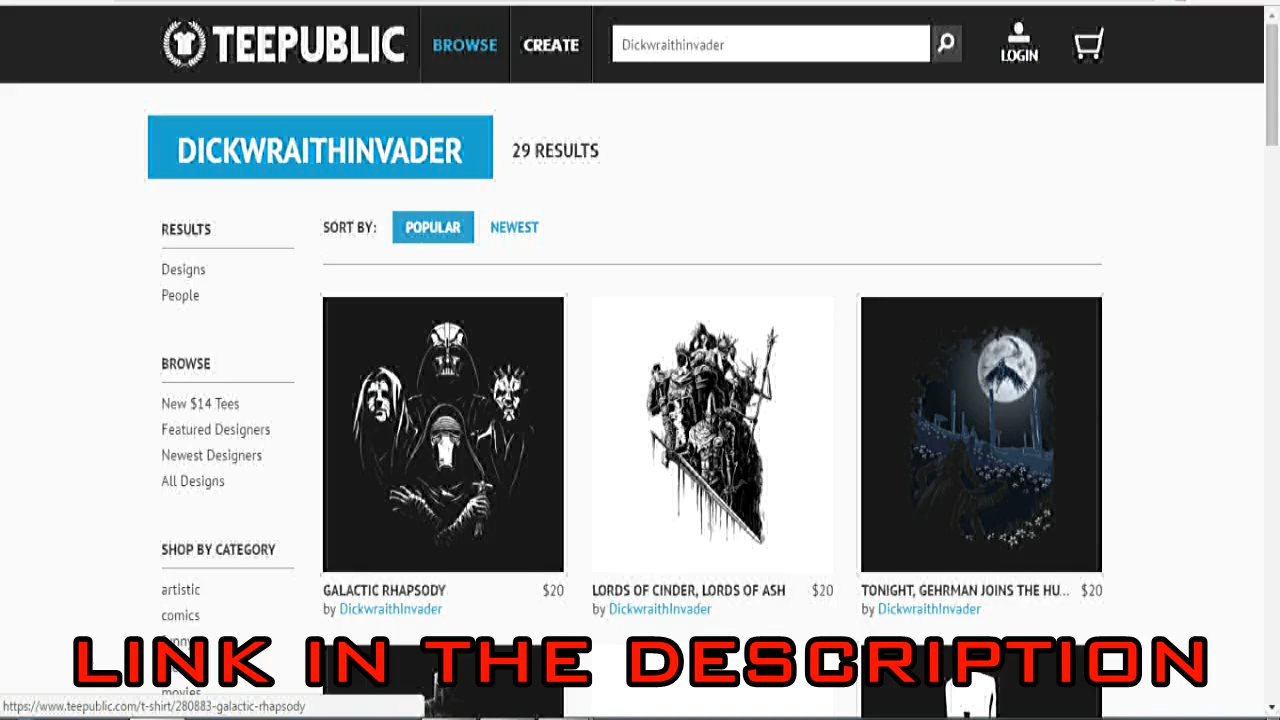 TEEPUBLIC
BROWSE
CREATE
Dickwraithinvader
LOGIN
DICKWRAITHINVADER
29 RESULTS
RESULTS
Designs
People
BROWSE
New $14 Tees
Featured Designers
Newest Designers
All Designs
SHOP BY CATEGORY
artistic
comics
funny
movies
SORT BY:
POPULAR
NEWEST
GALACTIC RHAPSODY $20
by DickwraithInvader
LORDS OF CINDER, LORDS OF ASH $20
by DickwraithInvader
TONIGHT, GEHRMAN JOINS THE HU... $20
by DickwraithInvader
LINK IN THE DESCRIPTION
https://www.teepublic.com/t-shirt/280883-galactic-rhapsody